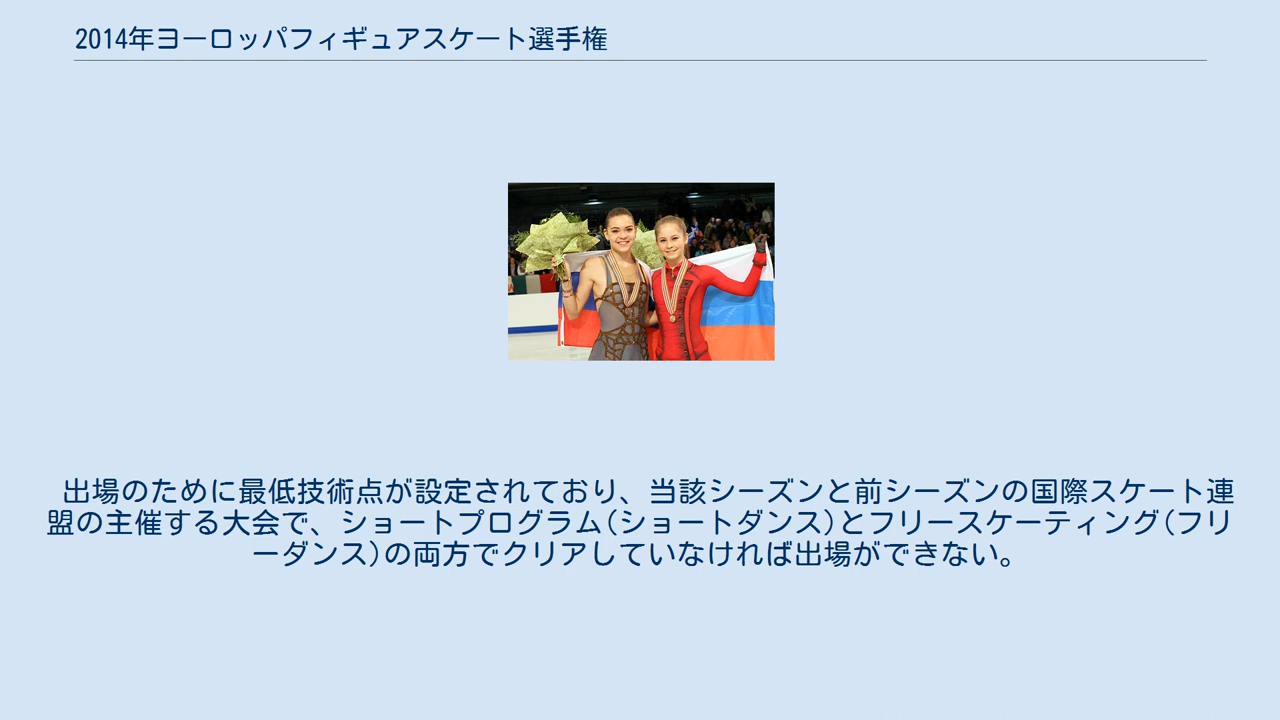 2014年ヨーロッパフィギュアスケート選手権
出場のために最低技術点が設定されており、当該シーズンと前シーズンの国際スケート連
盟の主催する大会で、ショートプログラム(ショートダンス)とフリースケーティング(フリ
ーダンス)の両方でクリアしていなければ出場ができない。